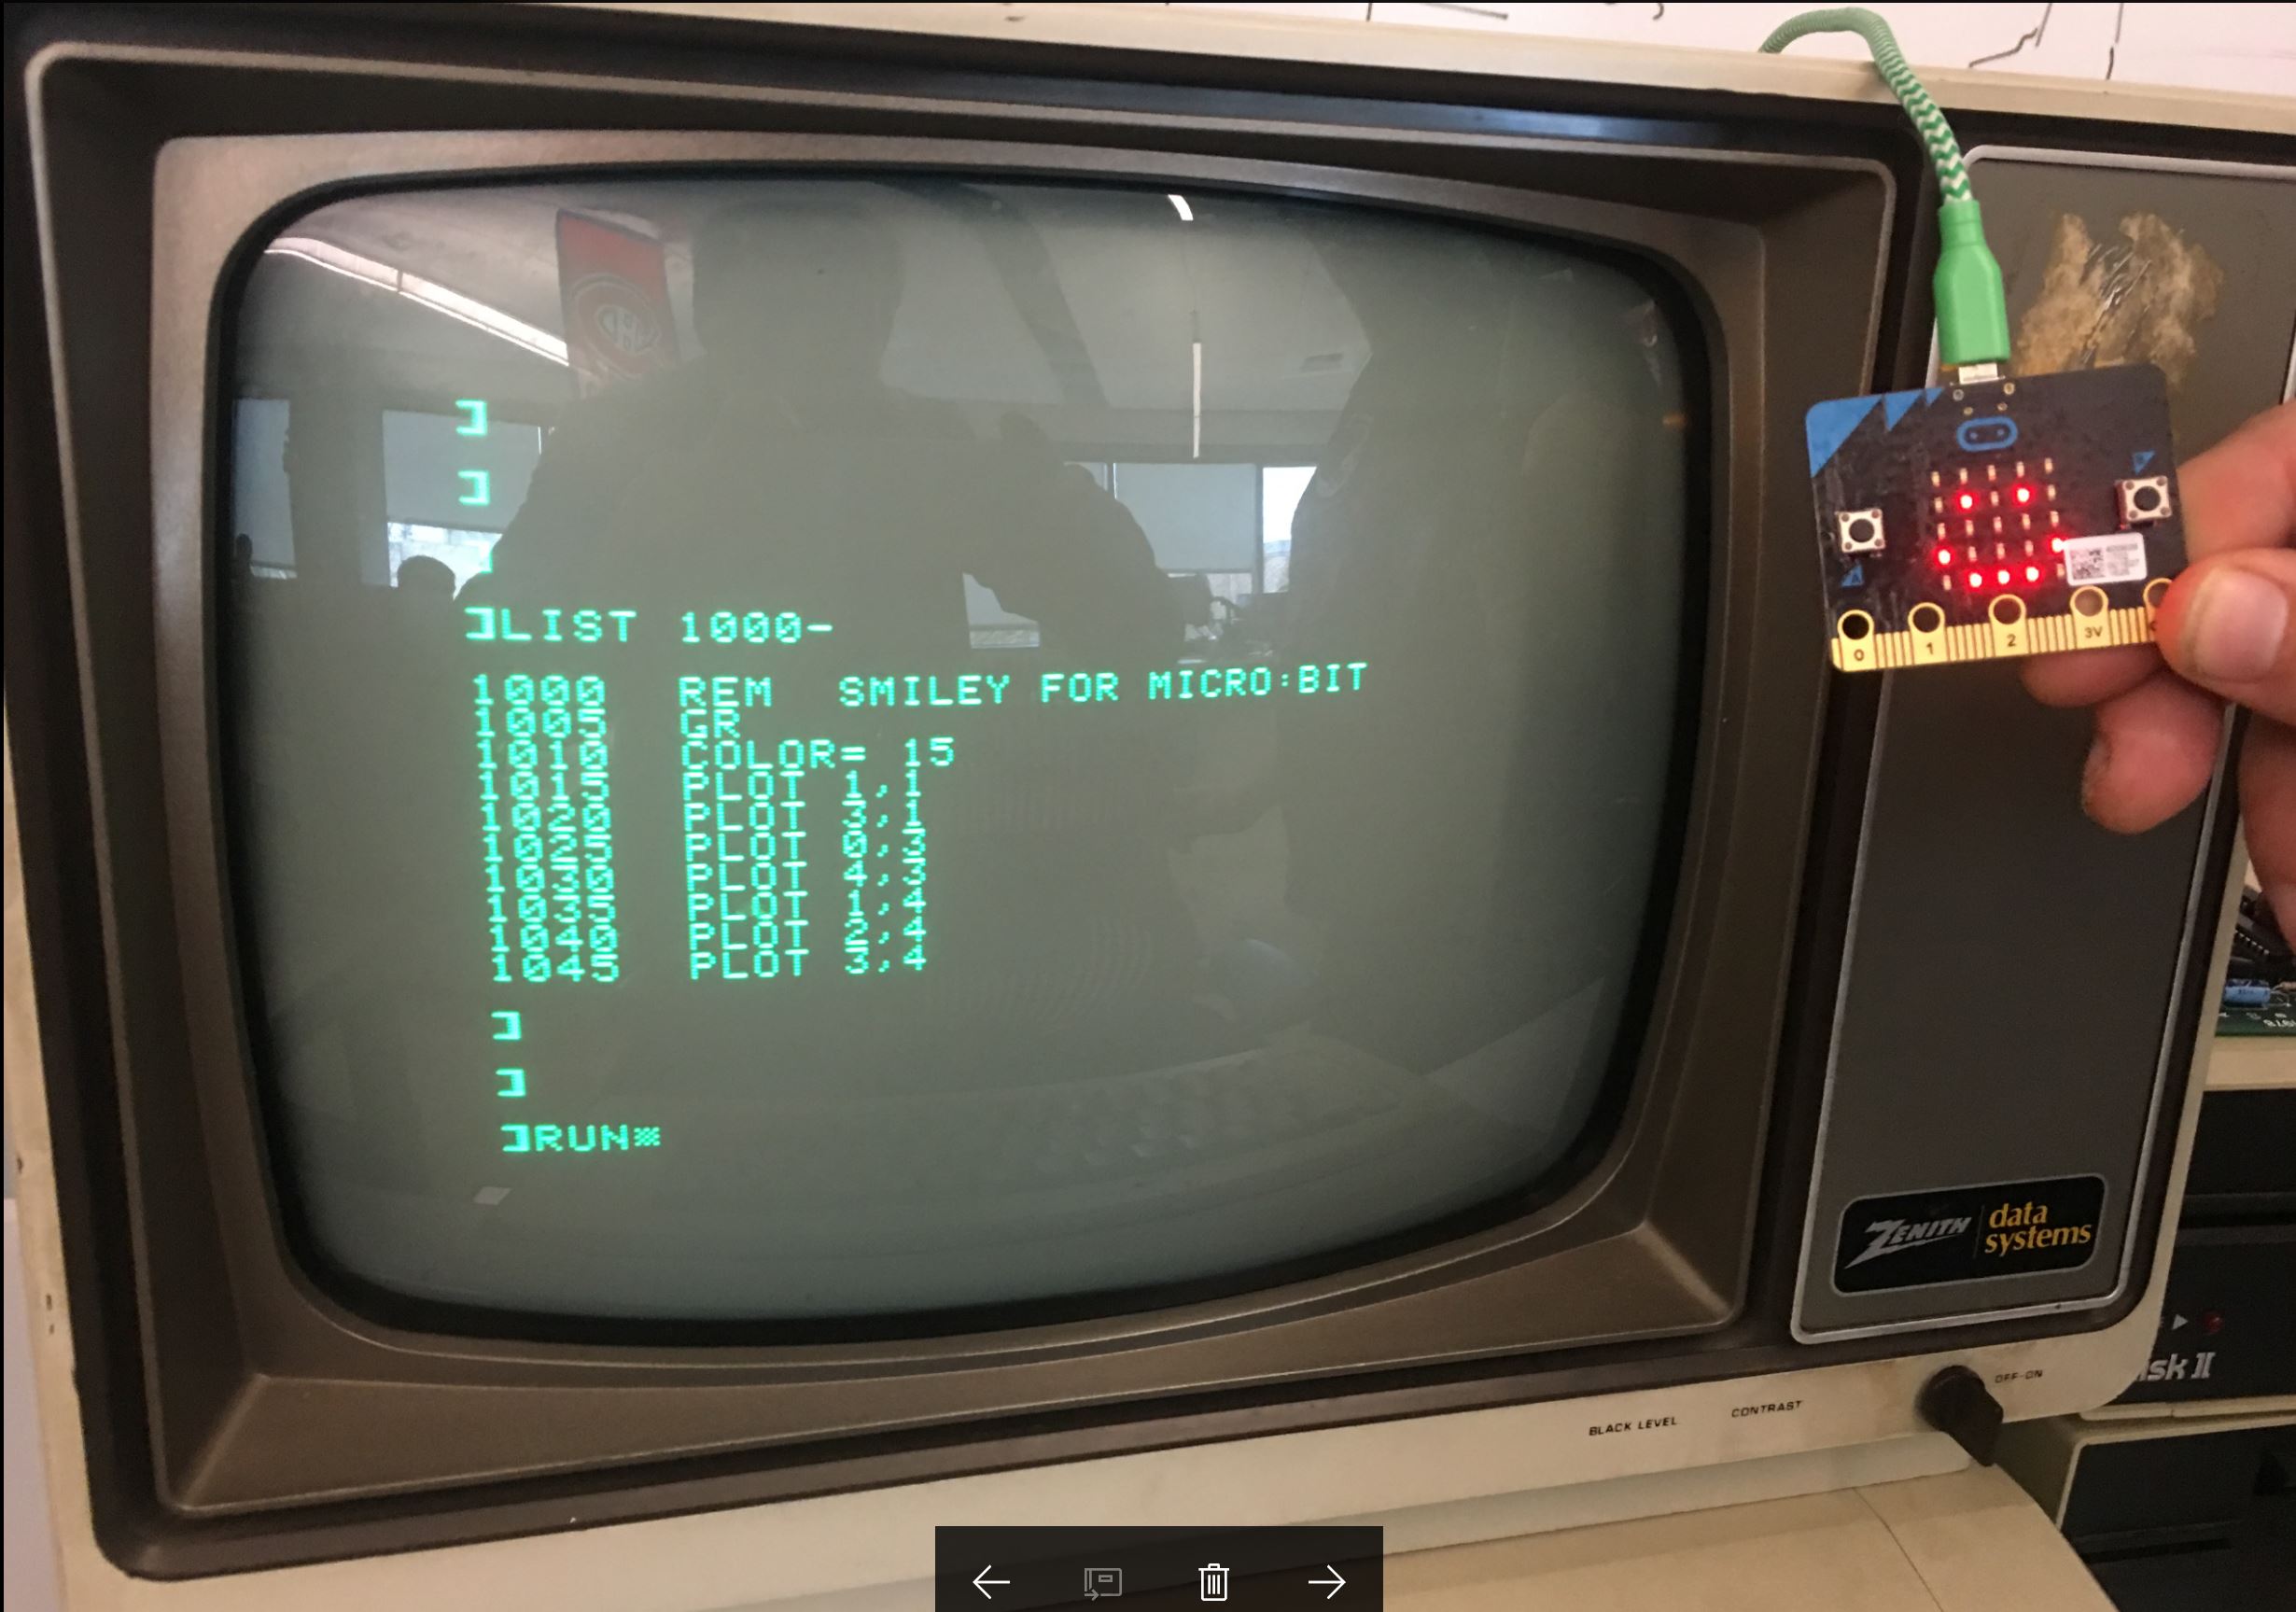 ]
]
]LIST 1000-
1000 REM SMILEY FOR MICRO:BIT
1005 GR
1010 COLOR= 15
1015 PLOT 1,1
1020 PLOT 3,1
1025 PLOT 0,3
1030 PLOT 4,3
1035 PLOT 1,4
1040 PLOT 2,4
1045 PLOT 3,4
]
]
]RUN
0 1 2 3V
ZENITH data systems
BLACK LEVEL
CONTRAST
OFF-ON
isk II